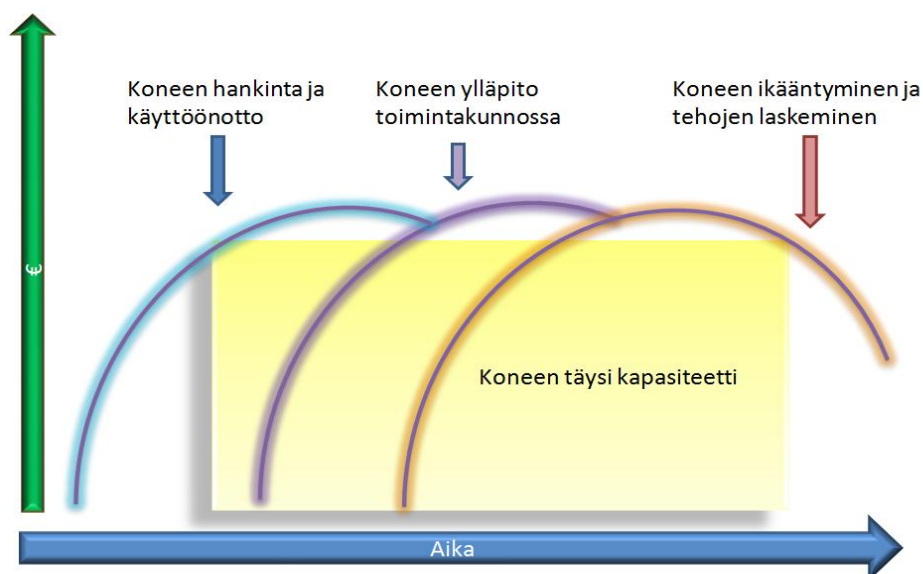 Koneen hankinta ja
käyttöönotto
Koneen ylläpito
toimintakunnossa
Koneen ikääntyminen ja
tehojen laskeminen
€
Koneen täysi kapasiteetti
Aika